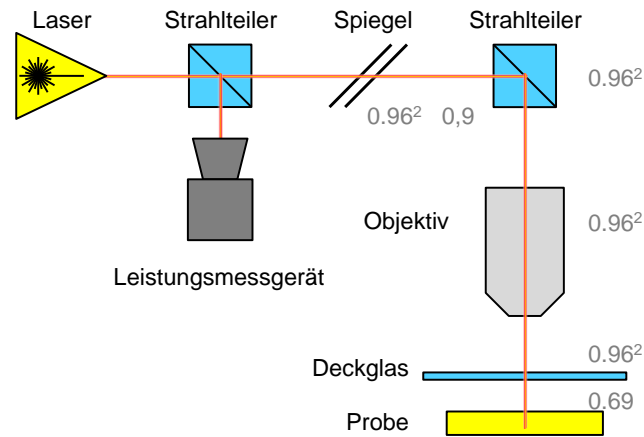 Laser
Strahlteiler
Spiegel
Strahlteiler
0.96²
0.96² 0,9
Objektiv
0.96²
Leistungsmessgerät
0.96²
Deckglas
0.69
Probe